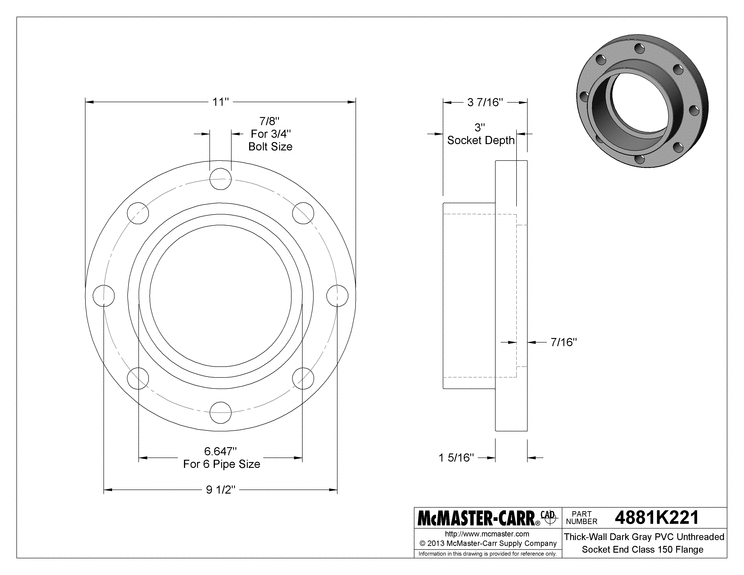 11"
7/8"
For 3/4"
Bolt Size
3 7/16"
3"
Socket Depth
7/16"
6.647"
For 6 Pipe Size
9 1/2"
1 5/16"
McMASTER-CARR® CAD
http://www.mcmaster.com
© 2013 McMaster-Carr Supply Company
Information in this drawing is provided for reference only.
PART
NUMBER
4881K221
Thick-Wall Dark Gray PVC Unthreaded
Socket End Class 150 Flange